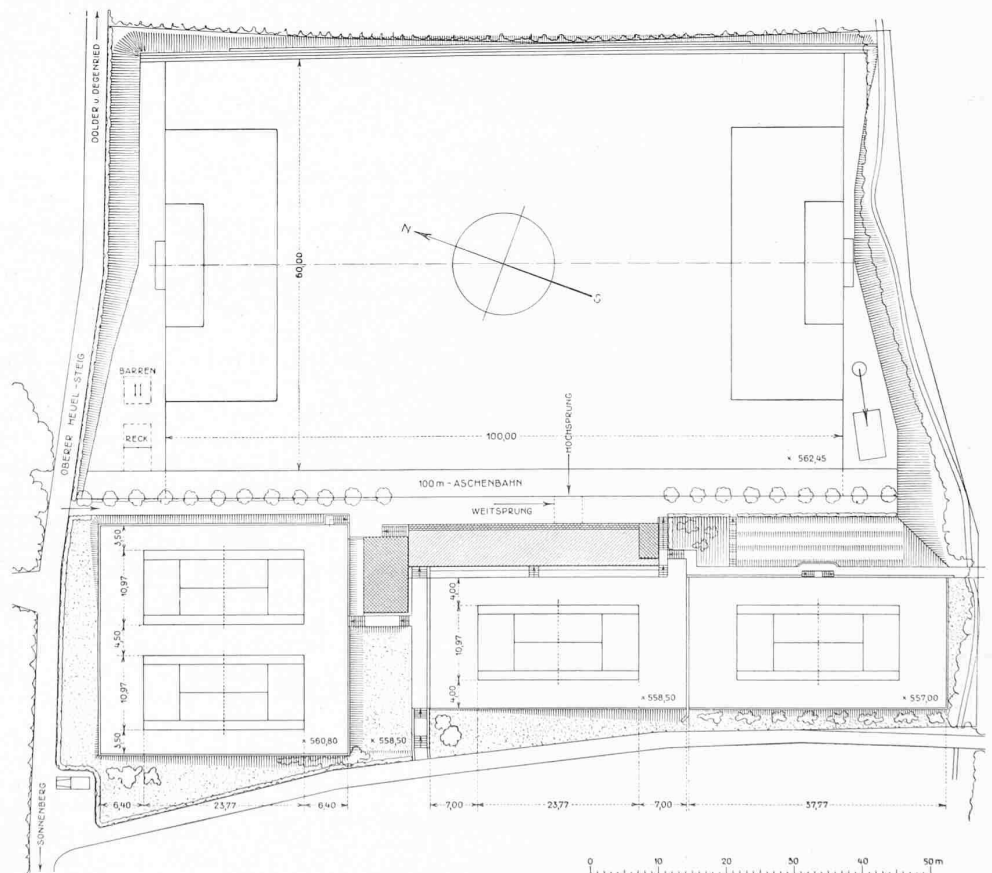 DOLDER U. DEGENRIED
OBERER HEUEL-STEIG
N
S
60,00
BARREN
RECK
100,00
HOCHSPRUNG
× 562,45
100 m - ASCHENBAHN
WEITSPRUNG
3,50
10,97
4,50
10,97
3,50
4,00
10,97
4,00
× 560,80
× 558,50
× 558,50
× 557,00
SONNENBERG
6,40
23,77
6,40
7,00
23,77
7,00
37,77
0 10 20 30 40 50 m